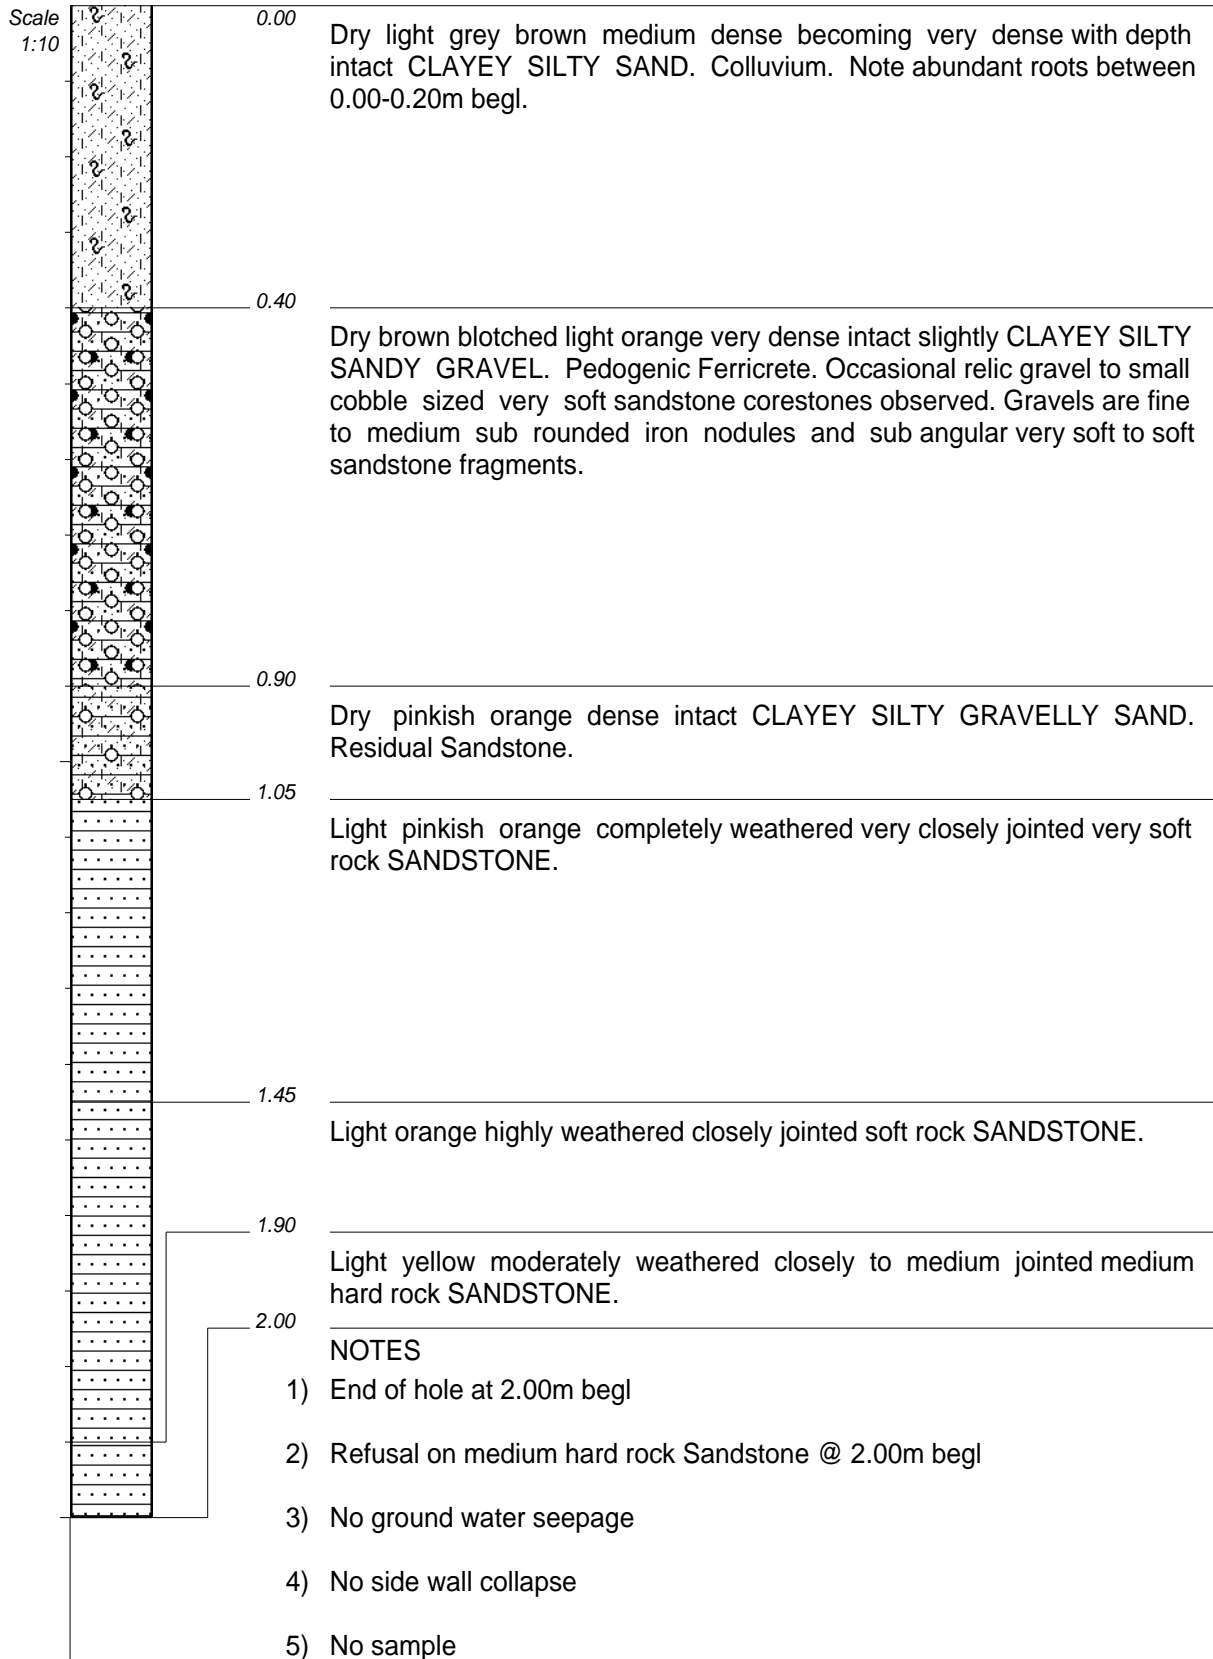 Scale
1:10
0.00
Dry light grey brown medium dense becoming very dense with depth
intact CLAYEY SILTY SAND. Colluvium. Note abundant roots between
0.00-0.20m begl.
0.40
Dry brown blotched light orange very dense intact slightly CLAYEY SILTY
SANDY GRAVEL. Pedogenic Ferricrete. Occasional relic gravel to small
cobble sized very soft sandstone corestones observed. Gravels are fine
to medium sub rounded iron nodules and sub angular very soft to soft
sandstone fragments.
0.90
Dry pinkish orange dense intact CLAYEY SILTY GRAVELLY SAND.
Residual Sandstone.
1.05
Light pinkish orange completely weathered very closely jointed very soft
rock SANDSTONE.
1.45
Light orange highly weathered closely jointed soft rock SANDSTONE.
1.90
Light yellow moderately weathered closely to medium jointed medium
hard rock SANDSTONE.
2.00
NOTES
1) End of hole at 2.00m begl
2) Refusal on medium hard rock Sandstone @ 2.00m begl
3) No ground water seepage
4) No side wall collapse
5) No sample